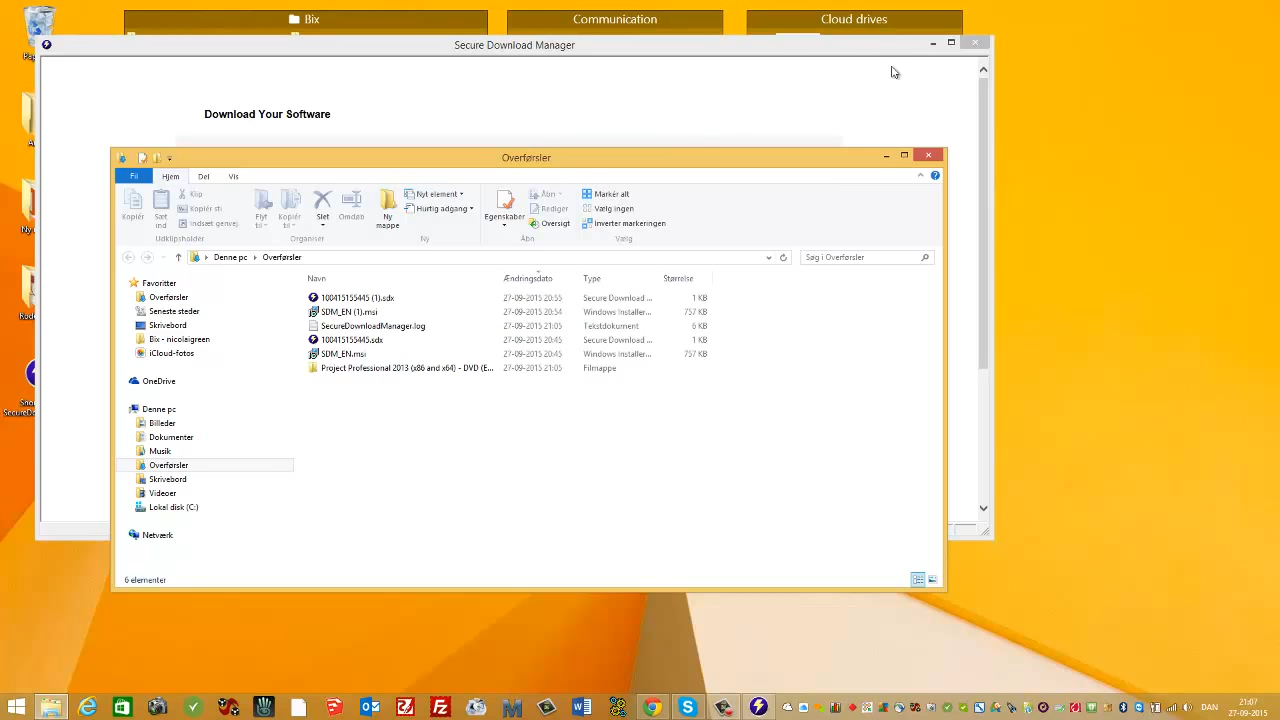 Bix
Communication
Cloud drives
Secure Download Manager
Download Your Software
Overførsler
Fil
Hjem
Del
Vis
Kopiér
Sæt ind
Klip
Kopiér sti
Indsæt genvej
Udklipsholder
Flyt til
Kopiér til
Slet
Omdøb
Organiser
Ny mappe
Nyt element
Hurtig adgang
Ny
Egenskaber
Åbn
Rediger
Oversigt
Åbn
Markér alt
Vælg ingen
Inverter markeringen
Vælg
Denne pc
Overførsler
Søg i Overførsler
Navn Ændringsdato Type Størrelse
100415155445 (1).sdx 27-09-2015 20:55 Secure Download ... 1 KB
SDM_EN (1).msi 27-09-2015 20:54 Windows Installer... 757 KB
SecureDownloadManager.log 27-09-2015 21:05 Tekstdokument 6 KB
100415155445.sdx 27-09-2015 20:45 Secure Download ... 1 KB
SDM_EN.msi 27-09-2015 20:45 Windows Installer... 757 KB
Project Professional 2013 (x86 and x64) - DVD (E... 27-09-2015 21:05 Filmappe
Favoritter
Overførsler
Seneste steder
Skrivebord
Bix - nicolaigreen
iCloud-fotos
OneDrive
Denne pc
Billeder
Dokumenter
Musik
Overførsler
Skrivebord
Videoer
Lokal disk (C:)
Netværk
6 elementer
DAN
21:07
27-09-2015